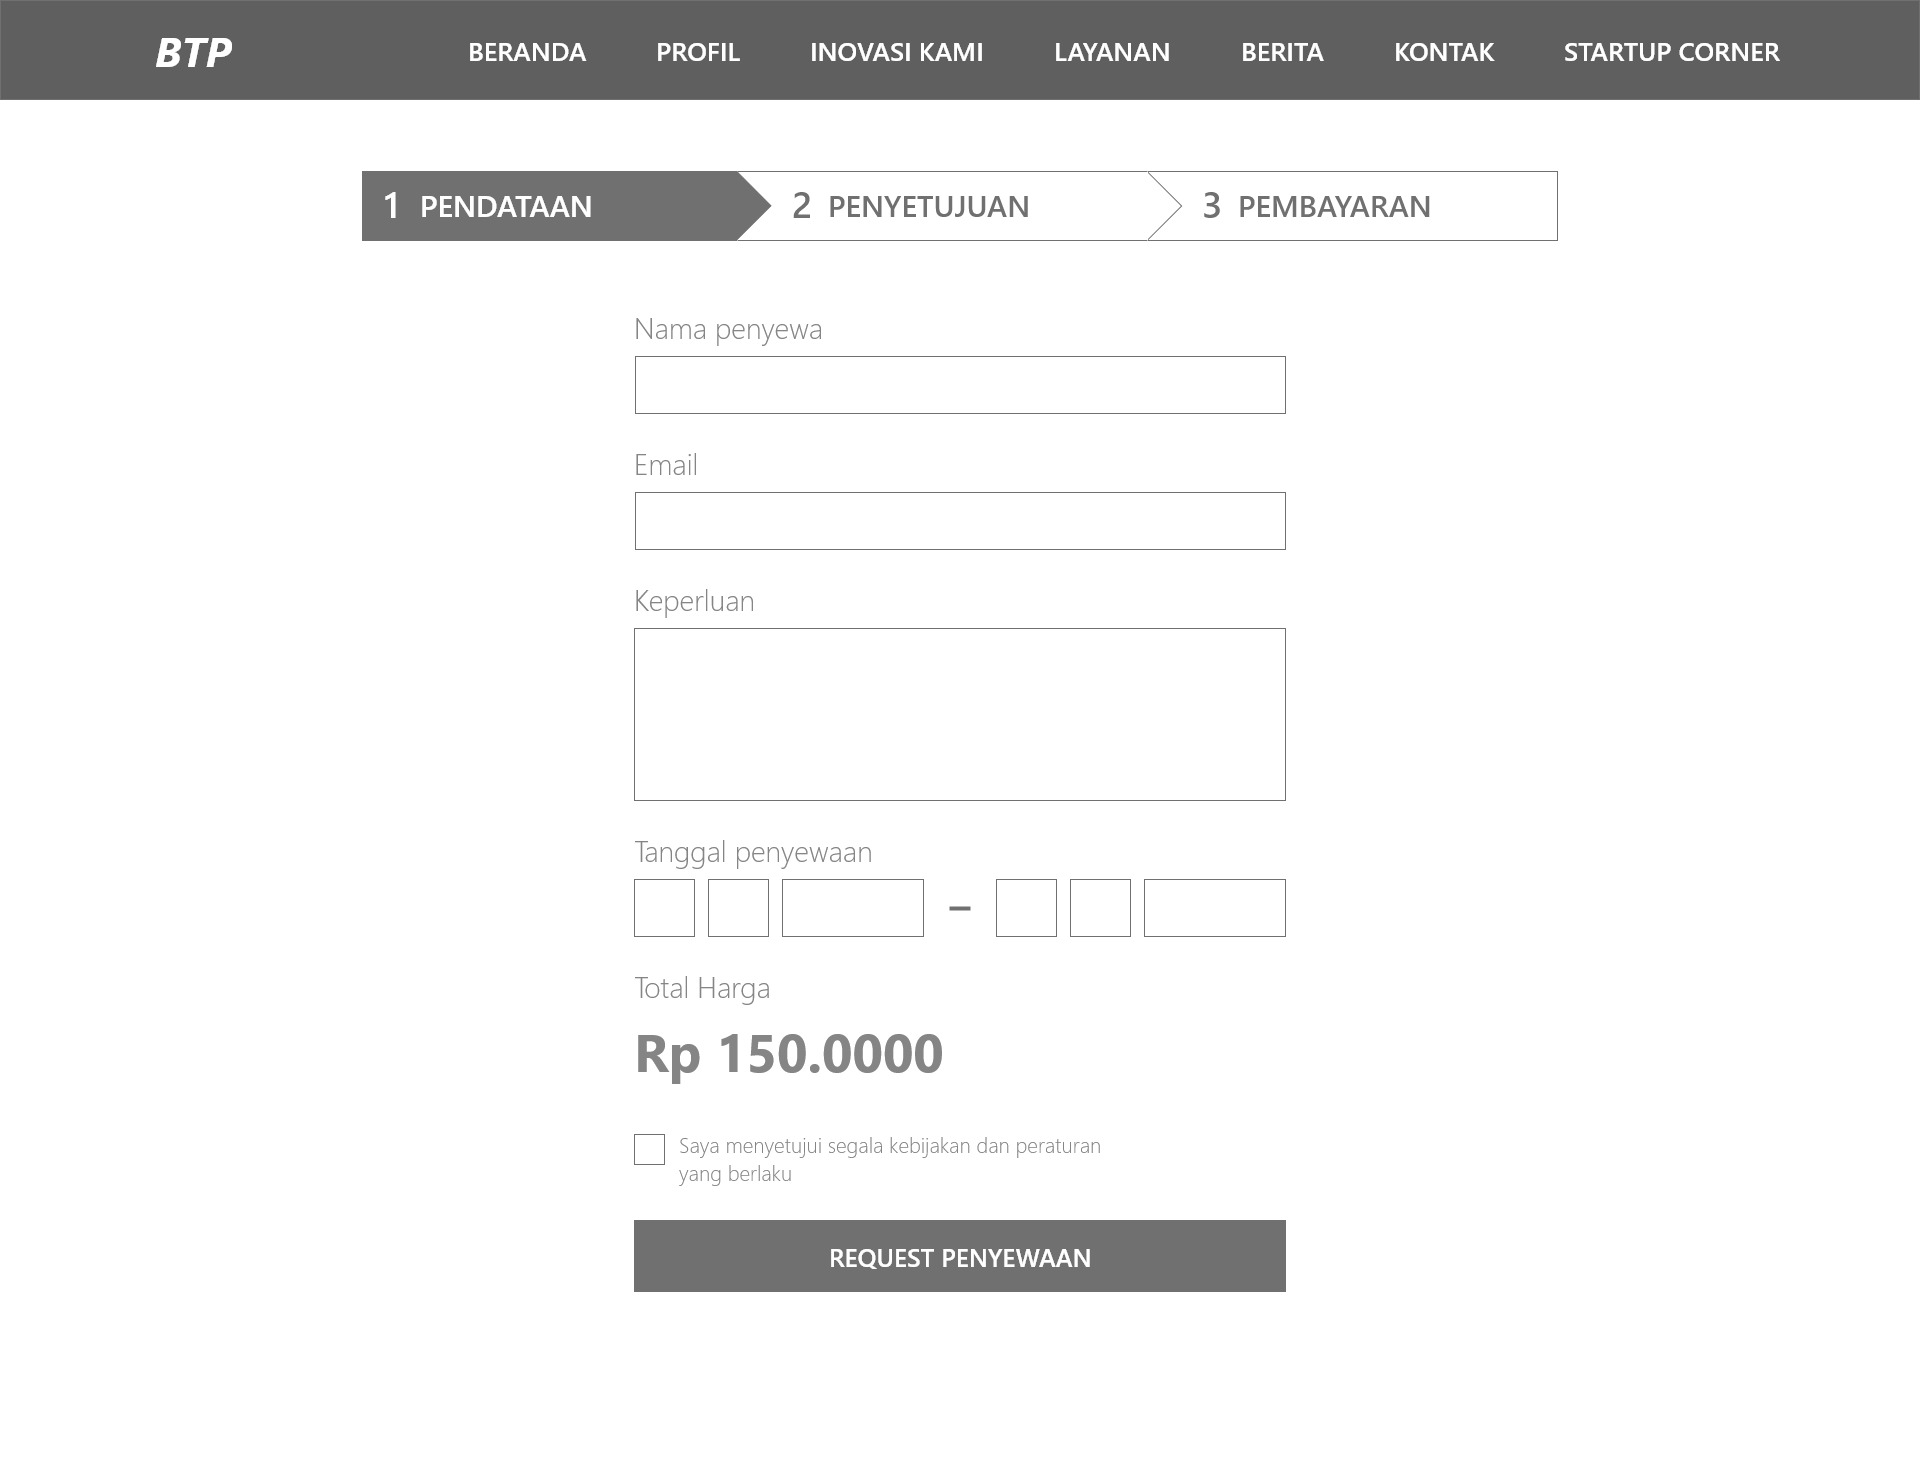 BTP BERANDA PROFIL INOVASI KAMI LAYANAN BERITA KONTAK STARTUP CORNER
1 PENDATAAN 2 PENYETUJUAN 3 PEMBAYARAN
Nama penyewa
Email
Keperluan
Tanggal penyewaan
–
Total Harga
Rp 150.0000
Saya menyetujui segala kebijakan dan peraturan
yang berlaku
REQUEST PENYEWAAN